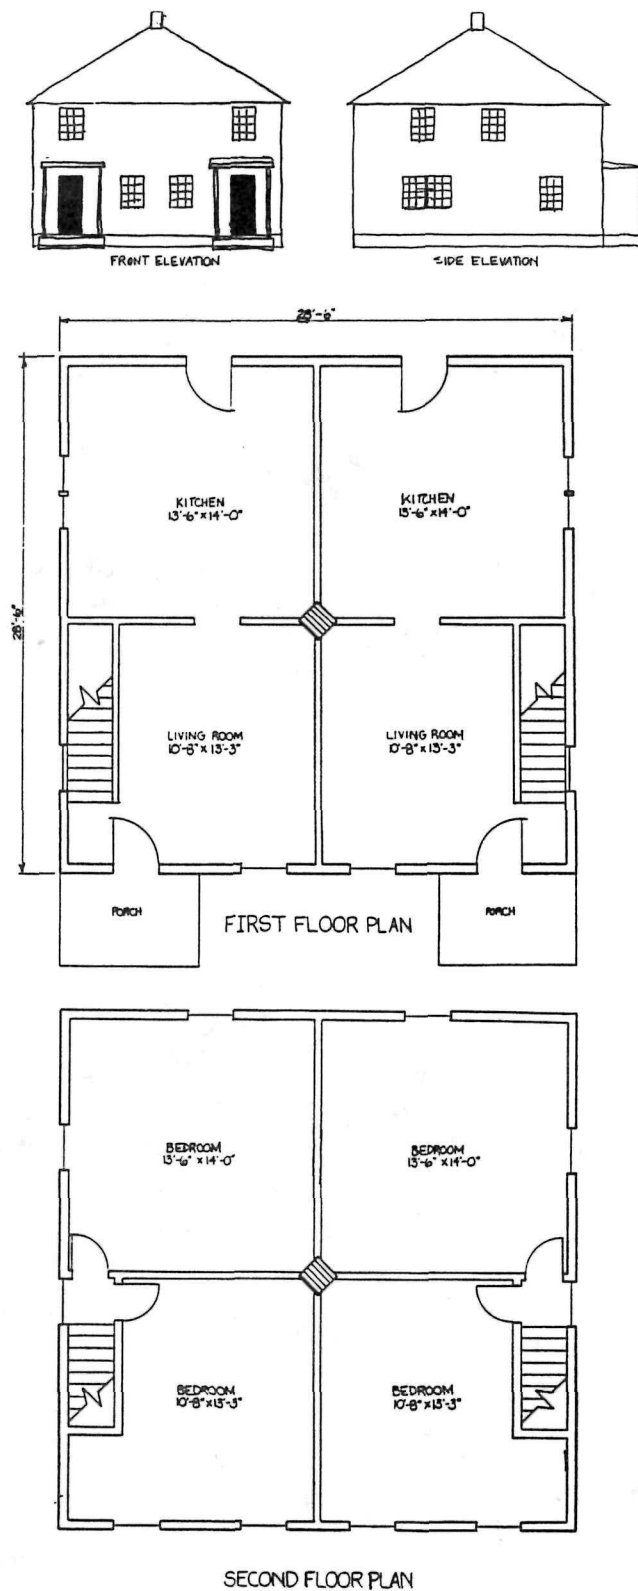 FRONT ELEVATION
SIDE ELEVATION
28'-6"
28'-6"
KITCHEN
13'-6" x 14'-0"
KITCHEN
13'-6" x 14'-0"
LIVING ROOM
10'-8" x 13'-3"
LIVING ROOM
10'-8" x 13'-3"
PORCH
FIRST FLOOR PLAN
PORCH
BEDROOM
13'-6" x 14'-0"
BEDROOM
13'-6" x 14'-0"
BEDROOM
10'-8" x 13'-3"
BEDROOM
10'-8" x 13'-3"
SECOND FLOOR PLAN